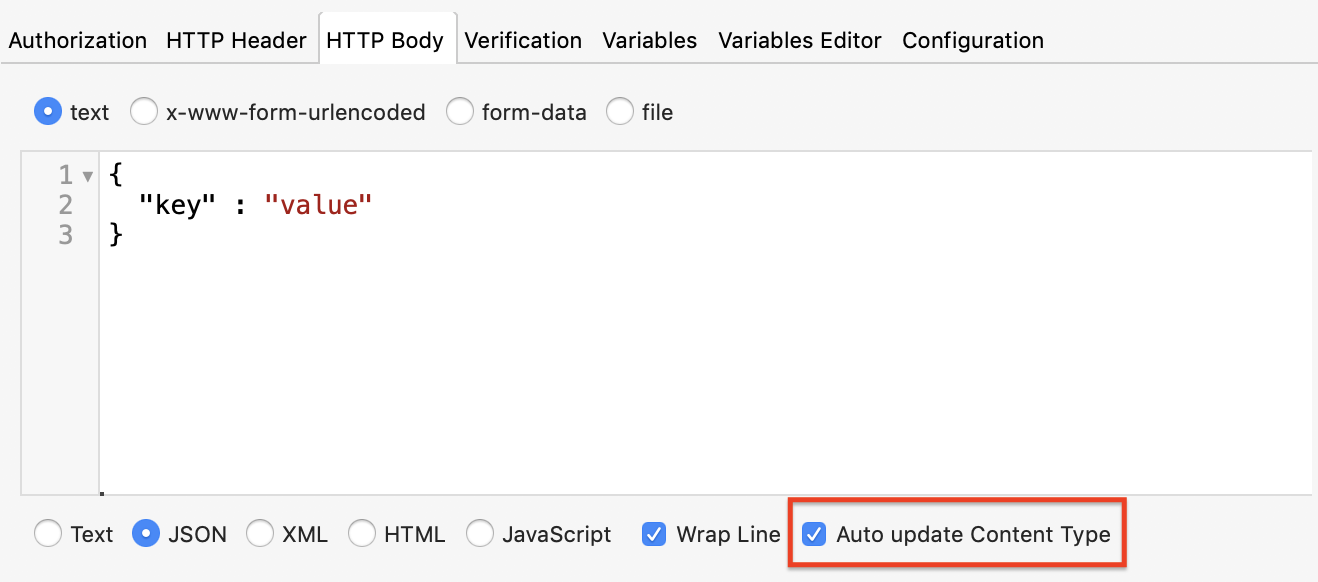 Authorization HTTP Header HTTP Body Verification Variables Variables Editor Configuration
text x-www-form-urlencoded form-data file
1 {
2 "key" : "value"
3 }
Text JSON XML HTML JavaScript Wrap Line Auto update Content Type